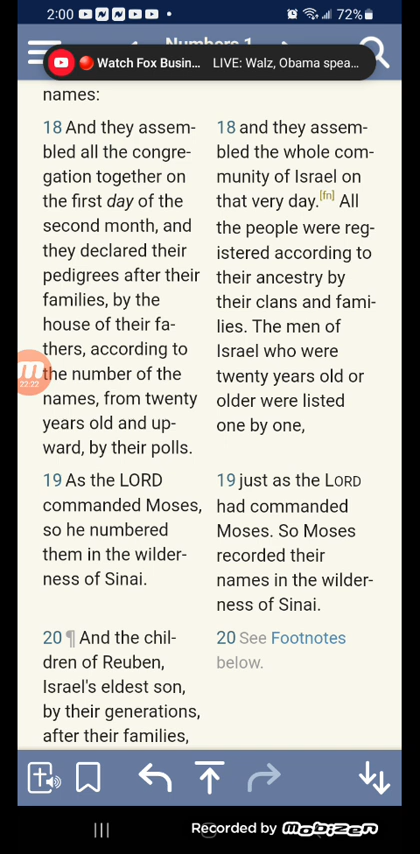 2:00
72%
Numbers 1
Watch Fox Busin... LIVE: Walz, Obama spea...
names:
18 And they assem-
bled all the congre-
gation together on
the first day of the
second month, and
they declared their
pedigrees after their
families, by the
house of their fa-
thers, according to
the number of the
names, from twenty
years old and up-
ward, by their polls.
19 As the LORD
commanded Moses,
so he numbered
them in the wilder-
ness of Sinai.
20 ¶ And the chil-
dren of Reuben,
Israel's eldest son,
by their generations,
after their families,
18 and they assem-
bled the whole com-
munity of Israel on
that very day.[fn] All
the people were reg-
istered according to
their ancestry by
their clans and fami-
lies. The men of
Israel who were
twenty years old or
older were listed
one by one,
19 just as the LORD
had commanded
Moses. So Moses
recorded their
names in the wilder-
ness of Sinai.
20 See Footnotes
below.
22:22
Recorded by Mobizen